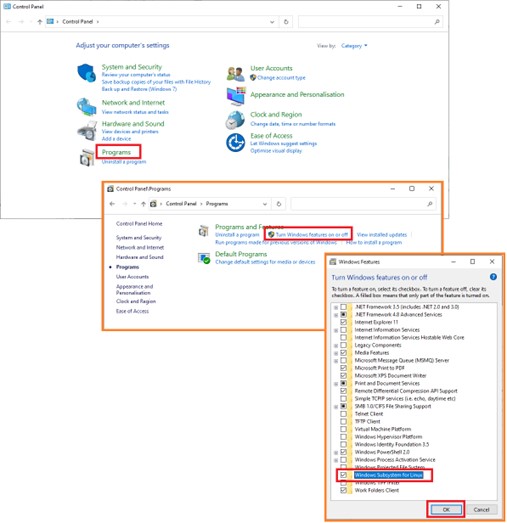 Control Panel
Control Panel
Adjust your computer's settings
View by: Category
System and Security
Review your computer's status
Save backup copies of your files with File History
Back up and Restore (Windows 7)
Network and Internet
View network status and tasks
Hardware and Sound
View devices and printers
Add a device
Programs
Uninstall a program
User Accounts
Change account type
Appearance and Personalisation
Clock and Region
Change date, time or number formats
Ease of Access
Let Windows suggest settings
Optimise visual display
Control Panel\Programs
Control Panel > Programs
Control Panel Home
System and Security
Network and Internet
Hardware and Sound
Programs
User Accounts
Appearance and
Personalisation
Clock and Region
Ease of Access
Programs and Features
Uninstall a program
Turn Windows features on or off
View installed updates
Run programs made for previous versions of Windows
How to install a program
Default Programs
Change default settings for media or devices
Windows Features
Turn Windows features on or off
To turn a feature on, select its checkbox. To turn a feature off, clear its
checkbox. A filled box means that only part of the feature is turned on.
.NET Framework 3.5 (includes .NET 2.0 and 3.0)
.NET Framework 4.8 Advanced Services
Internet Explorer 11
Internet Information Services
Internet Information Services Hostable Web Core
Legacy Components
Media Features
Microsoft Message Queue (MSMQ) Server
Microsoft Print to PDF
Microsoft XPS Document Writer
Print and Document Services
Remote Differential Compression API Support
Simple TCPIP services (i.e. echo, daytime etc)
SMB 1.0/CIFS File Sharing Support
Telnet Client
TFTP Client
Virtual Machine Platform
Windows Hypervisor Platform
Windows Identity Foundation 3.5
Windows PowerShell 2.0
Windows Process Activation Service
Windows Projected File System
Windows Subsystem for Linux
Windows TIFF IFilter
Work Folders Client
OK
Cancel